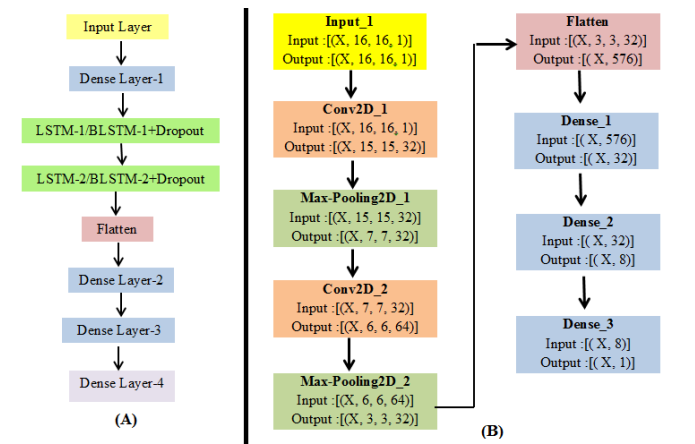 Input Layer
Dense Layer-1
LSTM-1/BLSTM-1+Dropout
LSTM-2/BLSTM-2+Dropout
Flatten
Dense Layer-2
Dense Layer-3
Dense Layer-4
(A)
Input_1
Input :[(X, 16, 16, 1)]
Output :[(X, 16, 16, 1)]
Conv2D_1
Input :[(X, 16, 16, 1)]
Output :[(X, 15, 15, 32)]
Max-Pooling2D_1
Input :[(X, 15, 15, 32)]
Output :[(X, 7, 7, 32)]
Conv2D_2
Input :[(X, 7, 7, 32)]
Output :[(X, 6, 6, 64)]
Max-Pooling2D_2
Input :[(X, 6, 6, 64)]
Output :[(X, 3, 3, 32)]
Flatten
Input :[(X, 3, 3, 32)]
Output :[( X, 576)]
Dense_1
Input :[( X, 576)]
Output :[( X, 32)]
Dense_2
Input :[( X, 32)]
Output :[( X, 8)]
Dense_3
Input :[( X, 8)]
Output :[( X, 1)]
(B)